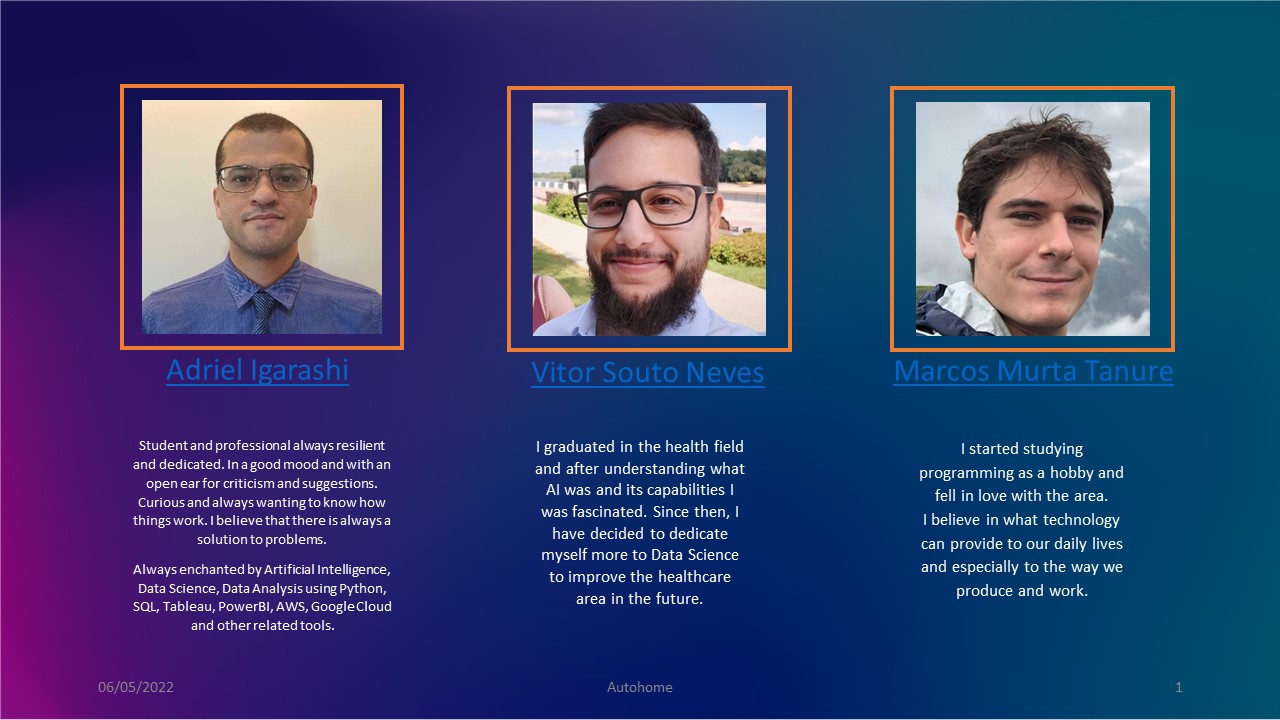 Adriel Igarashi
Student and professional always resilient
and dedicated. In a good mood and with an
open ear for criticism and suggestions.
Curious and always wanting to know how
things work. I believe that there is always a
solution to problems.
Always enchanted by Artificial Intelligence,
Data Science, Data Analysis using Python,
SQL, Tableau, PowerBI, AWS, Google Cloud
and other related tools.
Vitor Souto Neves
I graduated in the health field
and after understanding what
AI was and its capabilities I
was fascinated. Since then, I
have decided to dedicate
myself more to Data Science
to improve the healthcare
area in the future.
Marcos Murta Tanure
I started studying
programming as a hobby and
fell in love with the area.
I believe in what technology
can provide to our daily lives
and especially to the way we
produce and work.
06/05/2022
Autohome
1